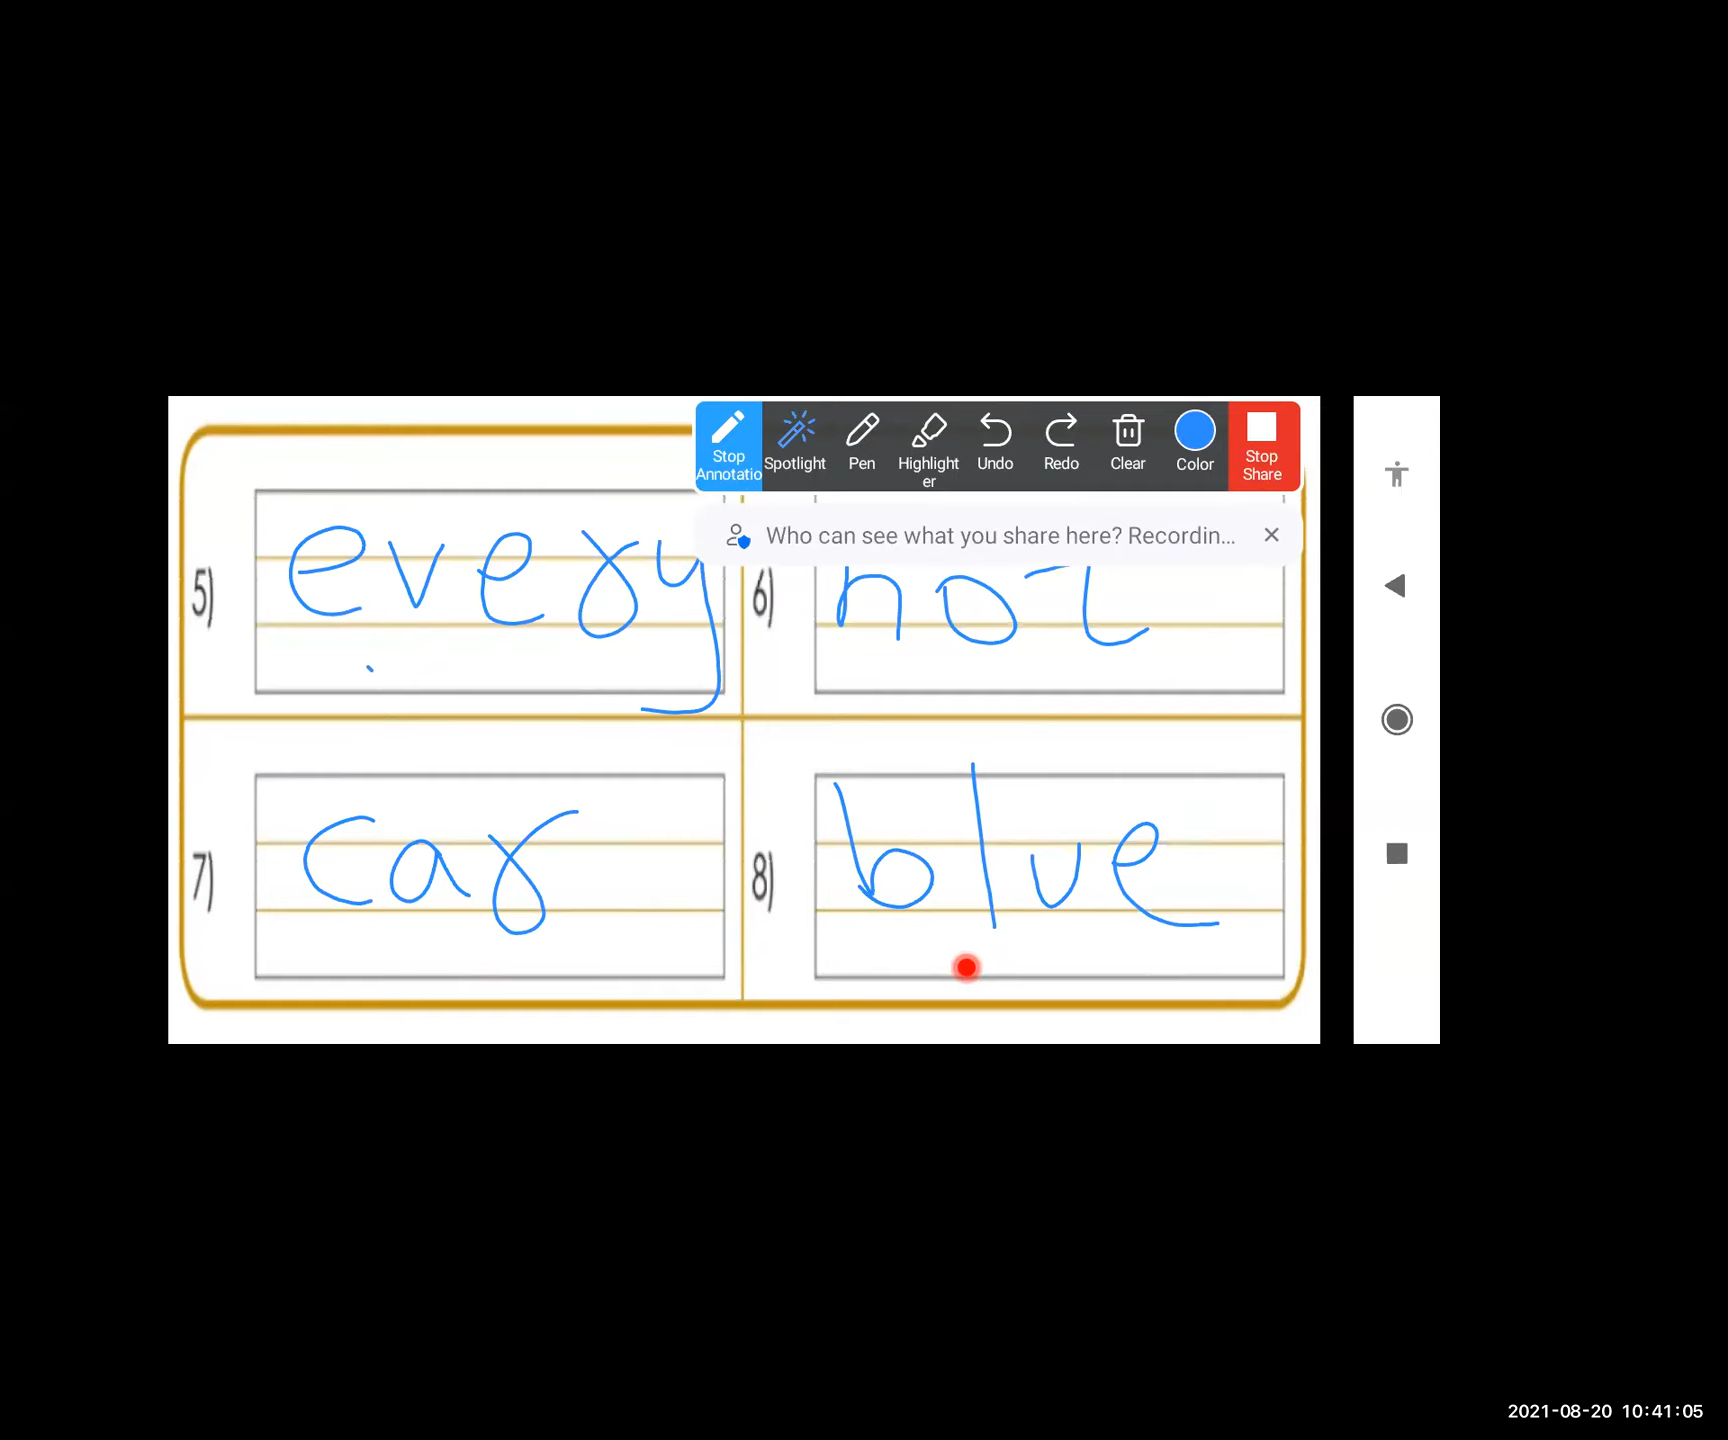 Stop Annotatio Spotlight Pen Highlight er Undo Redo Clear Color Stop Share
Who can see what you share here? Recordin...
5) every 6)
7) car 8) blue
2021-08-20 10:41:05